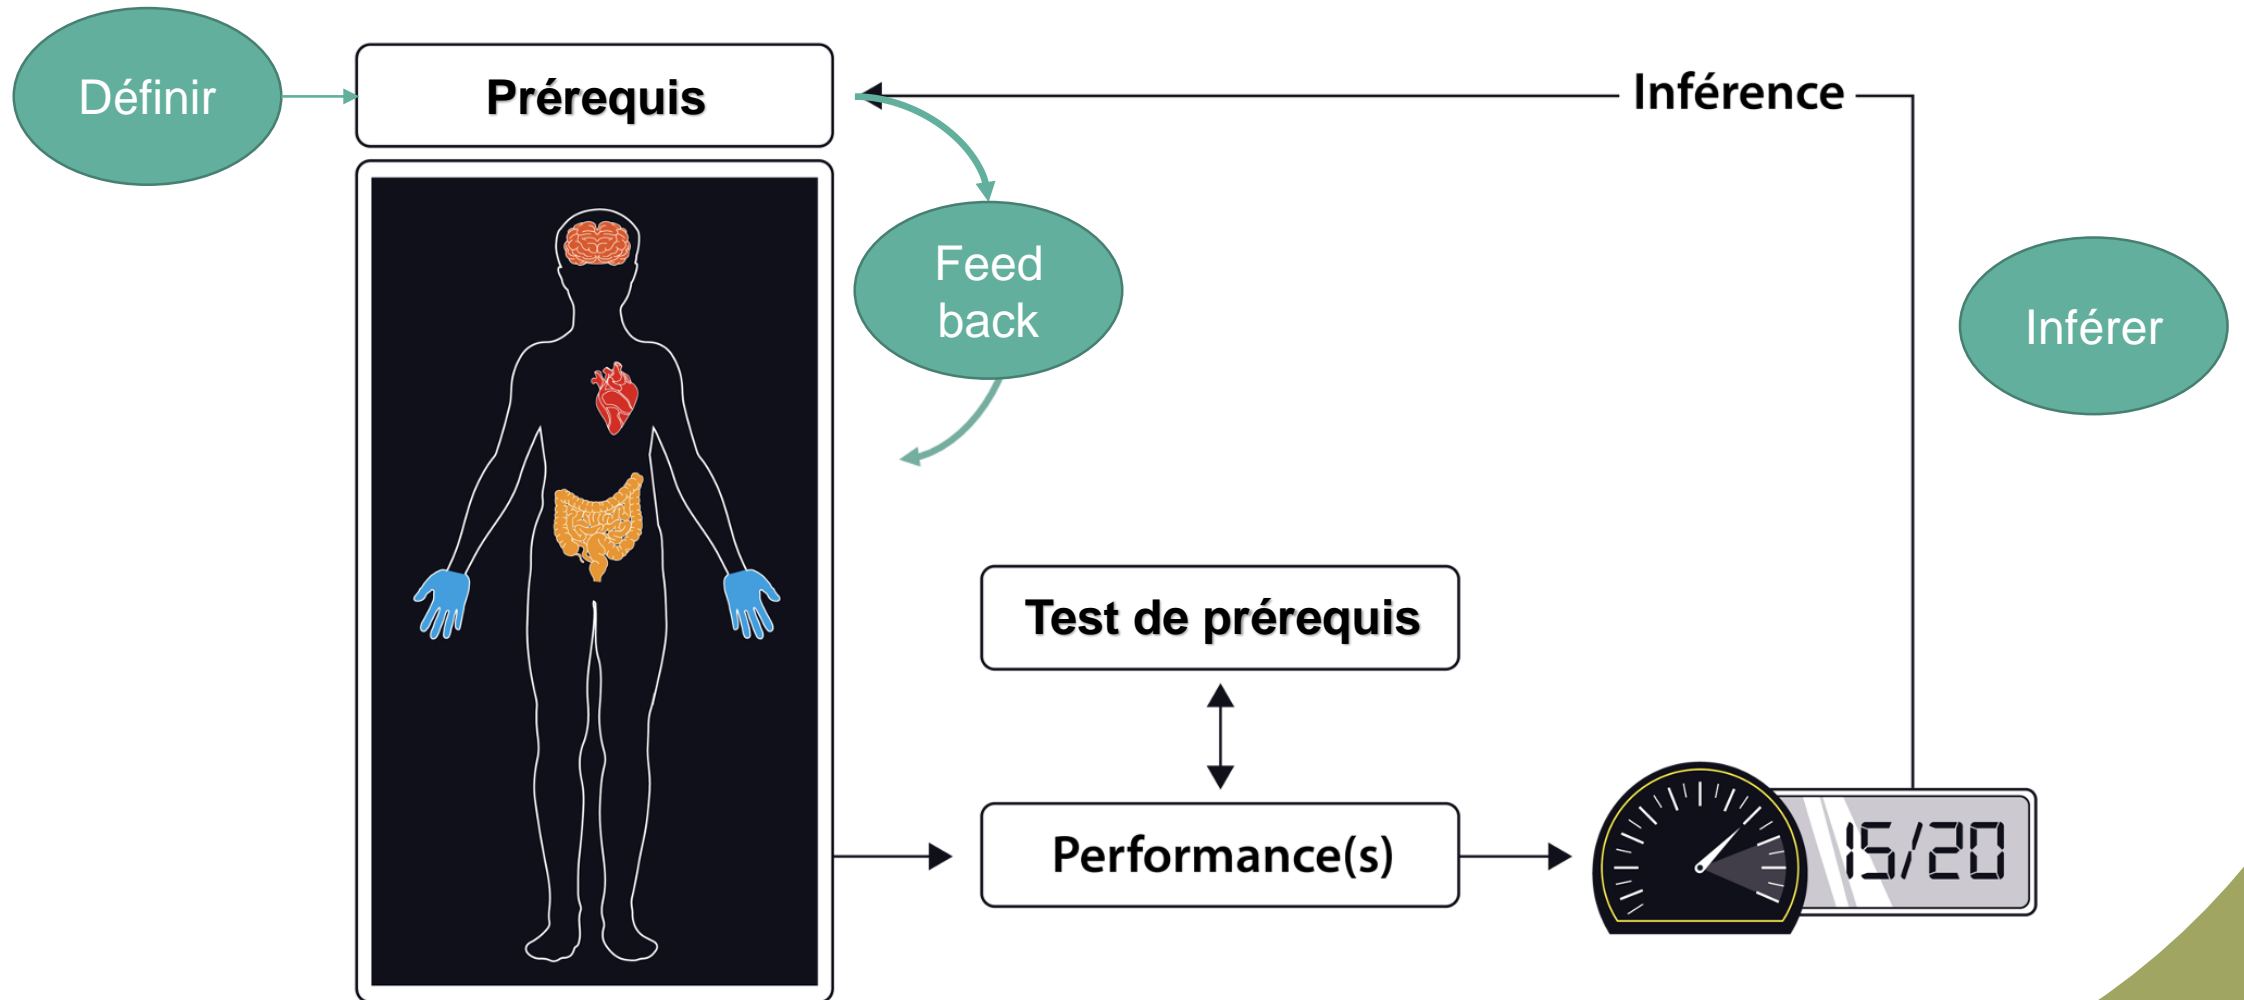 Définir
Prérequis
Inférence
Feed
back
Inférer
Test de prérequis
Performance(s)
15/20